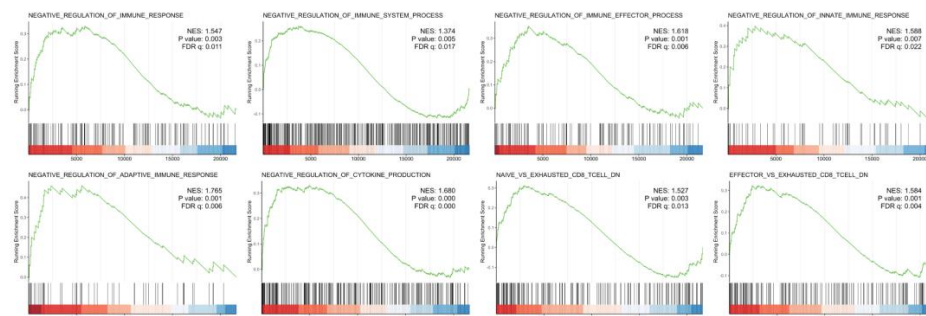 NEGATIVE_REGULATION_OF_IMMUNE_RESPONSE
NES: 1.547
P value: 0.003
FDR q: 0.011
Running Enrichment Score
5000 10000 15000 20000
NEGATIVE_REGULATION_OF_IMMUNE_SYSTEM_PROCESS
NES: 1.374
P value: 0.005
FDR q: 0.017
Running Enrichment Score
5000 10000 15000 20000
NEGATIVE_REGULATION_OF_IMMUNE_EFFECTOR_PROCESS
NES: 1.618
P value: 0.001
FDR q: 0.006
Running Enrichment Score
5000 10000 15000 20000
NEGATIVE_REGULATION_OF_INNATE_IMMUNE_RESPONSE
NES: 1.588
P value: 0.007
FDR q: 0.022
Running Enrichment Score
5000 10000 15000 20000
NEGATIVE_REGULATION_OF_ADAPTIVE_IMMUNE_RESPONSE
NES: 1.765
P value: 0.001
FDR q: 0.006
Running Enrichment Score
NEGATIVE_REGULATION_OF_CYTOKINE_PRODUCTION
NES: 1.680
P value: 0.000
FDR q: 0.000
Running Enrichment Score
NAIVE_VS_EXHAUSTED_CD8_TCELL_DN
NES: 1.527
P value: 0.003
FDR q: 0.013
Running Enrichment Score
EFFECTOR_VS_EXHAUSTED_CD8_TCELL_DN
NES: 1.584
P value: 0.001
FDR q: 0.004
Running Enrichment Score